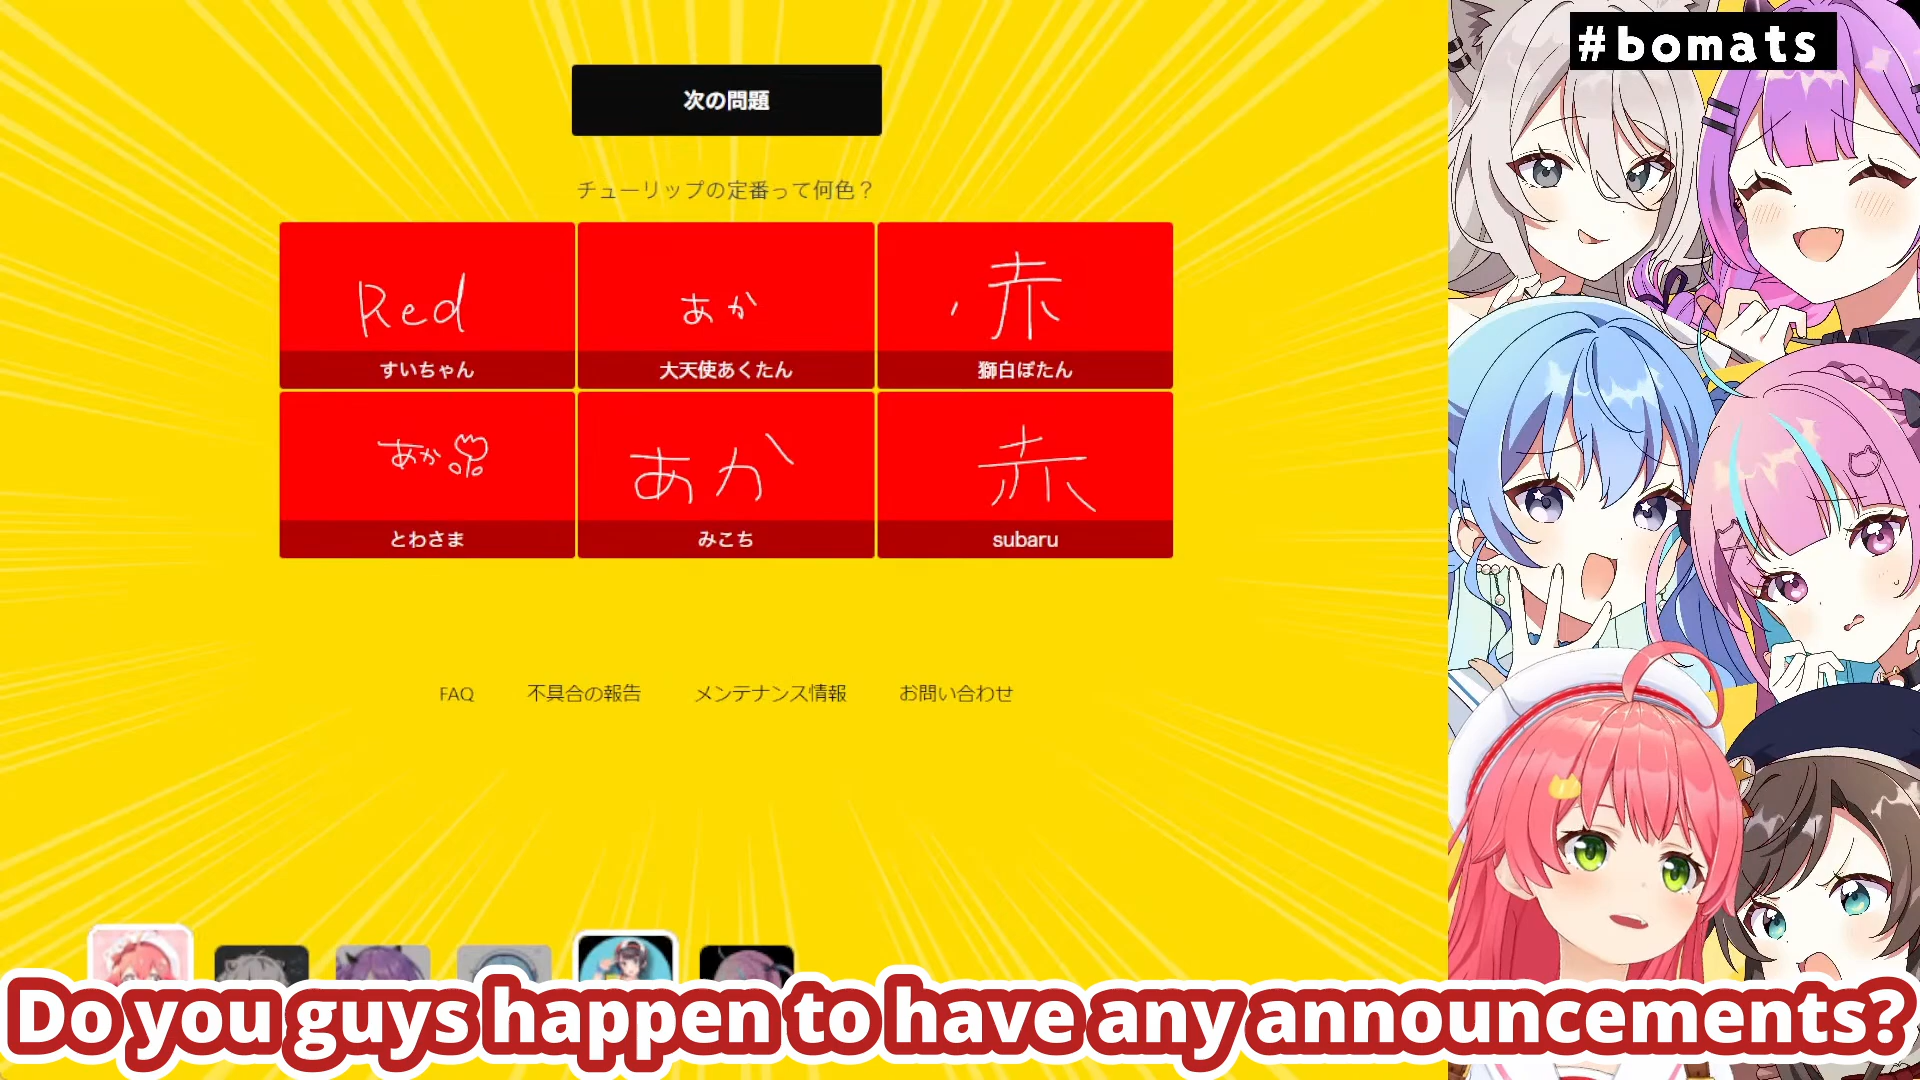 #bomats
次の問題
チューリップの定番って何色？
Red
あか
赤
すいちゃん
大天使あくたん
獅白ぼたん
あか
あか
赤
とわさま
みこち
subaru
FAQ
不具合の報告
メンテナンス情報
お問い合わせ
Do you guys happen to have any announcements?